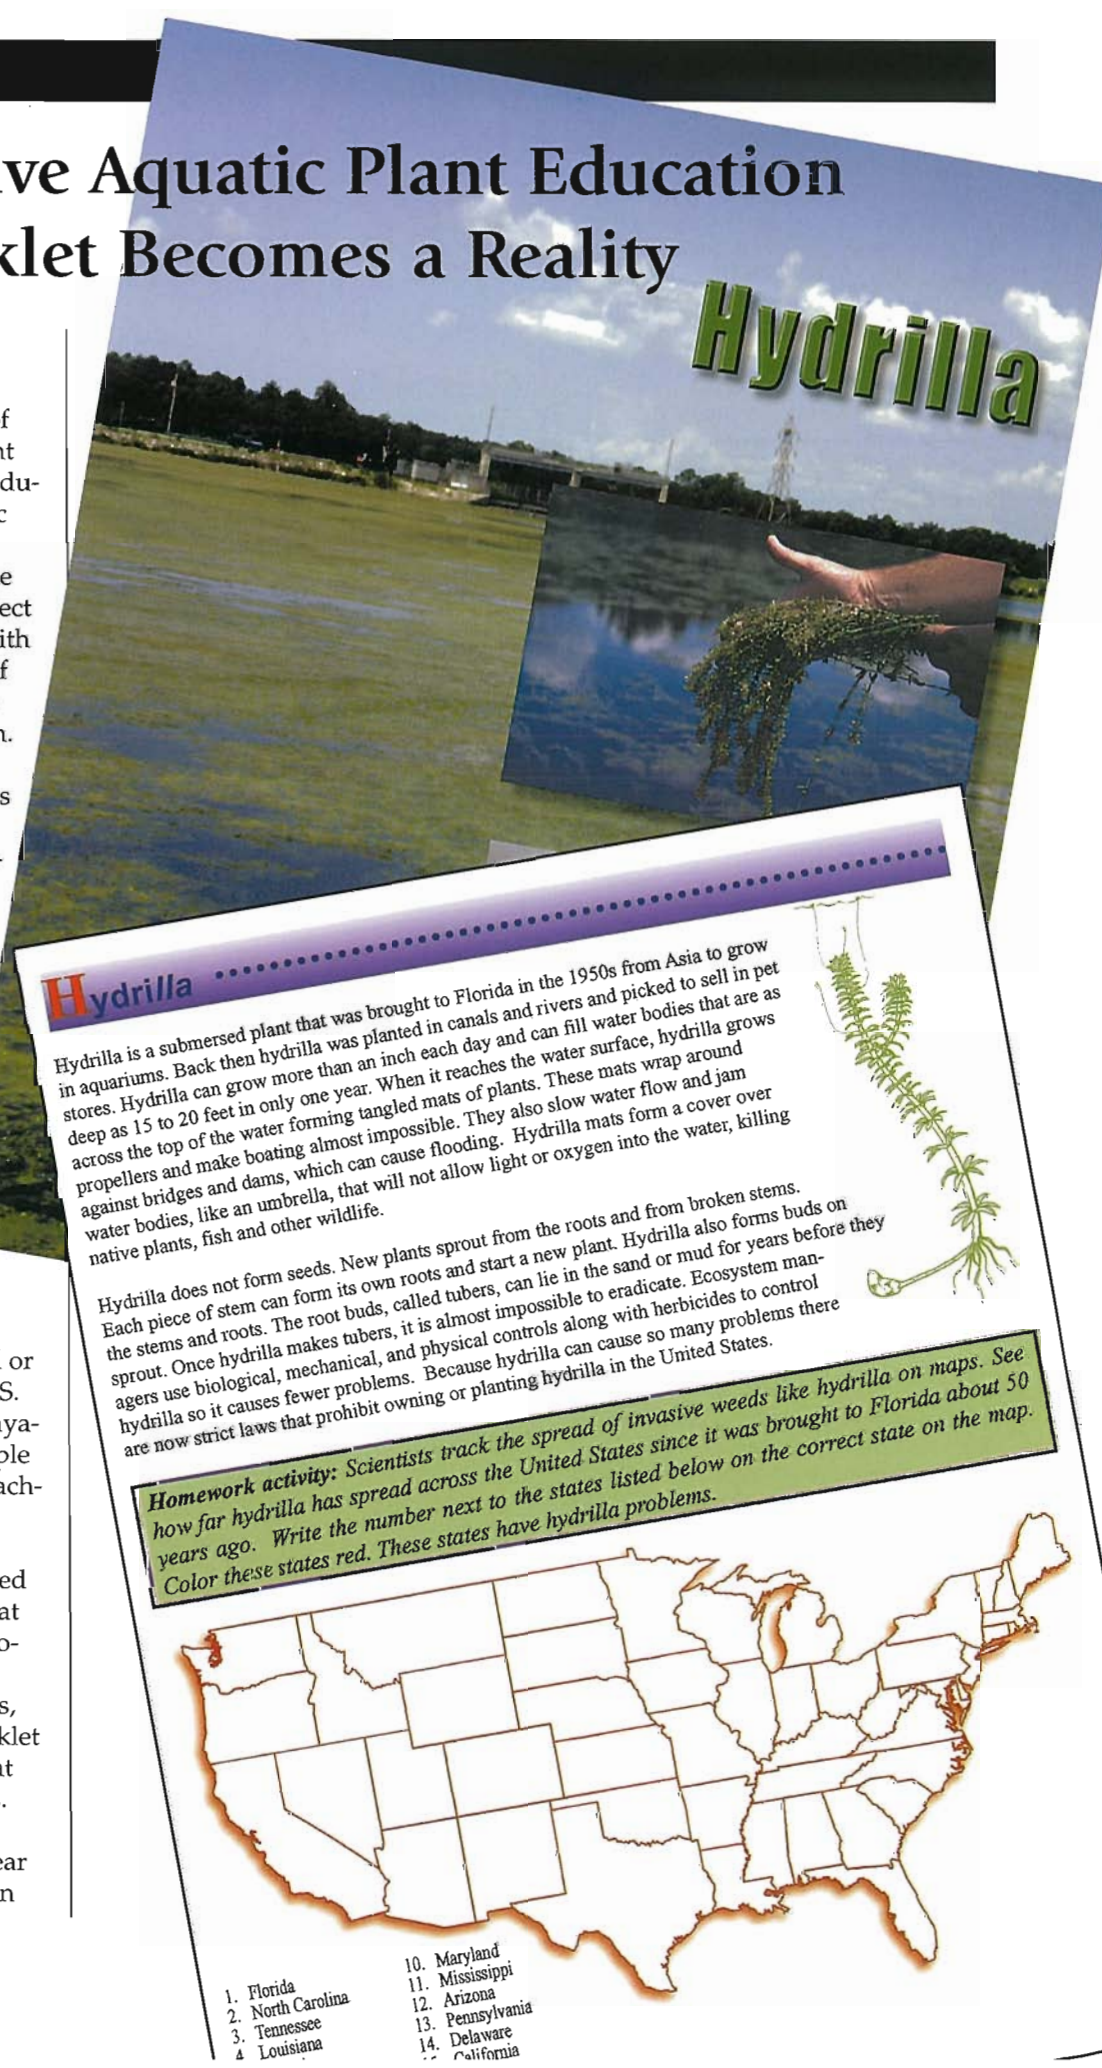 ve Aquatic Plant Education
klet Becomes a Reality
Hydrilla
f
nt
du-
c
e
ect
ith
f
n.
s
or
S.
uya-
ble
ach-
ed
at
o-
s,
klet
nt
.
ear
n
Hydrilla
Hydrilla is a submersed plant that was brought to Florida in the 1950s from Asia to grow
in aquariums. Back then hydrilla was planted in canals and rivers and picked to sell in pet
stores. Hydrilla can grow more than an inch each day and can fill water bodies that are as
deep as 15 to 20 feet in only one year. When it reaches the water surface, hydrilla grows
across the top of the water forming tangled mats of plants. These mats wrap around
propellers and make boating almost impossible. They also slow water flow and jam
against bridges and dams, which can cause flooding. Hydrilla mats form a cover over
water bodies, like an umbrella, that will not allow light or oxygen into the water, killing
native plants, fish and other wildlife.
Hydrilla does not form seeds. New plants sprout from the roots and from broken stems.
Each piece of stem can form its own roots and start a new plant. Hydrilla also forms buds on
the stems and roots. The root buds, called tubers, can lie in the sand or mud for years before they
sprout. Once hydrilla makes tubers, it is almost impossible to eradicate. Ecosystem man-
agers use biological, mechanical, and physical controls along with herbicides to control
hydrilla so it causes fewer problems. Because hydrilla can cause so many problems there
are now strict laws that prohibit owning or planting hydrilla in the United States.
Homework activity: Scientists track the spread of invasive weeds like hydrilla on maps. See
how far hydrilla has spread across the United States since it was brought to Florida about 50
years ago. Write the number next to the states listed below on the correct state on the map.
Color these states red. These states have hydrilla problems.
1. Florida
2. North Carolina
3. Tennessee
4 Louisiana
10. Maryland
11. Mississippi
12. Arizona
13. Pennsylvania
14. Delaware
15 California